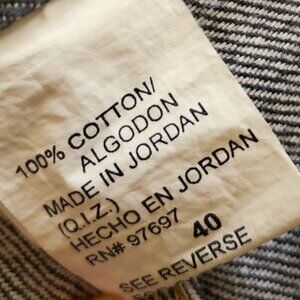 100% COTTON/
ALGODON
MADE IN JORDAN
(Q.I.Z.)
HECHO EN JORDAN
RN# 97697
40
SEE REVERSE